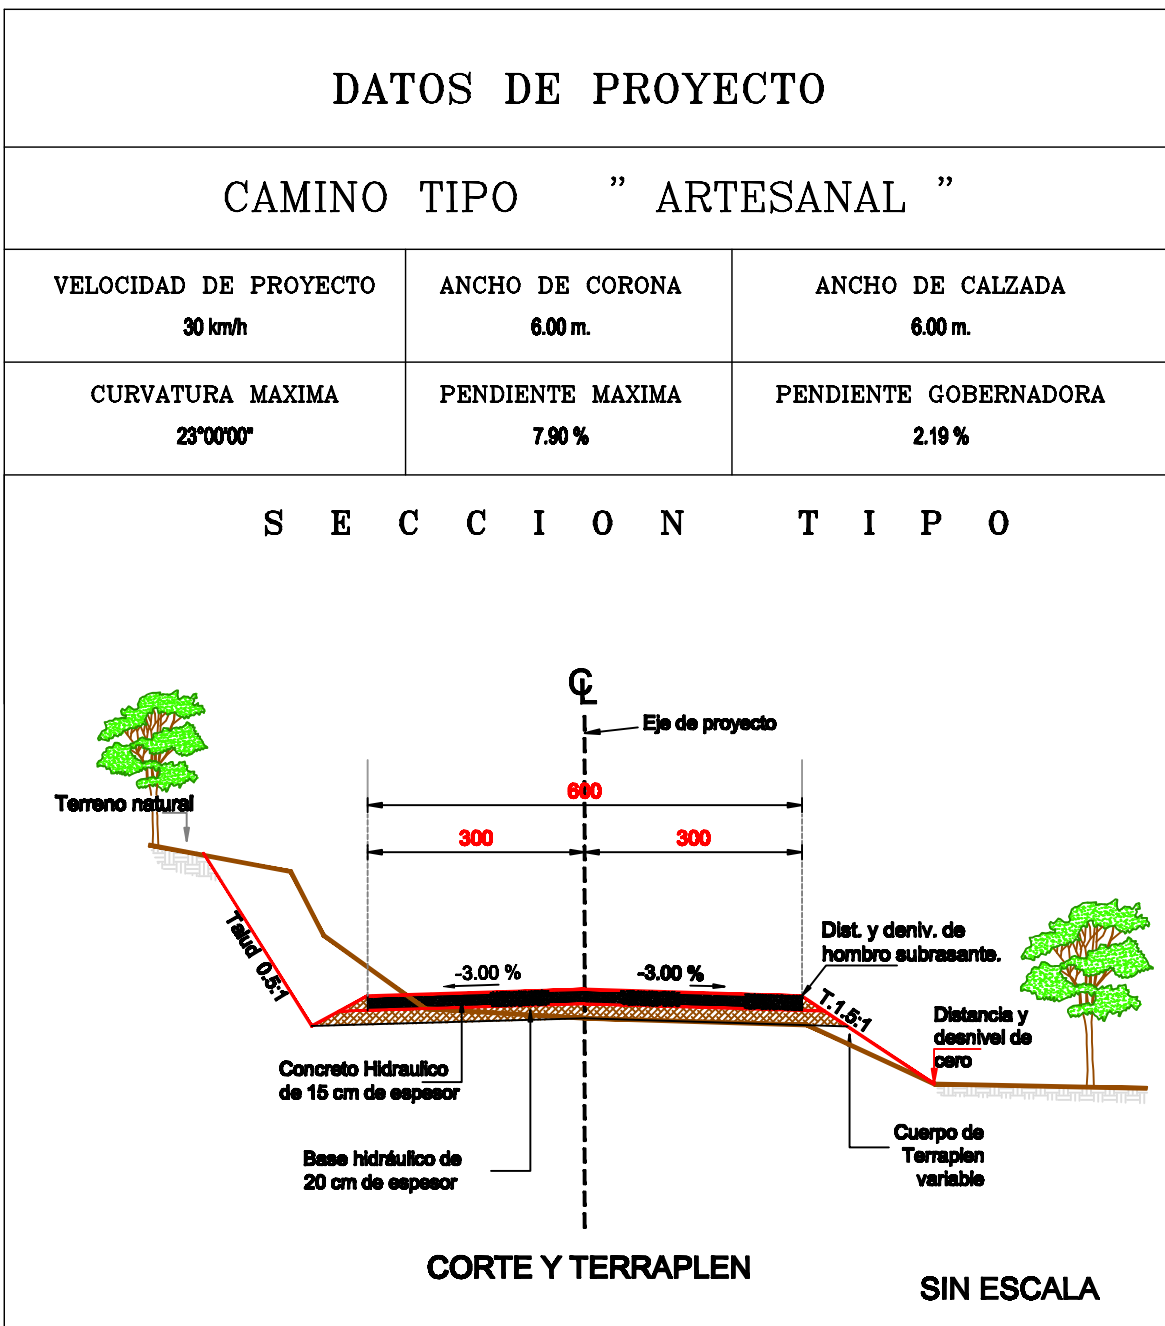 DATOS DE PROYECTO
CAMINO TIPO " ARTESANAL "
VELOCIDAD DE PROYECTO
30 km/h
ANCHO DE CORONA
6.00 m.
ANCHO DE CALZADA
6.00 m.
CURVATURA MAXIMA
23°00'00"
PENDIENTE MAXIMA
7.90 %
PENDIENTE GOBERNADORA
2.19 %
S E C C I O N T I P O
CL
Eje de proyecto
Terreno natural
600
300
300
Talud 0.5:1
-3.00 %
-3.00 %
Dist. y deniv. de
hombro subrasante.
T.1.5:1
Distancia y
desnivel de
cero
Concreto Hidraulico
de 15 cm de espesor
Base hidráulico de
20 cm de espesor
Cuerpo de
Terraplen
variable
CORTE Y TERRAPLEN
SIN ESCALA